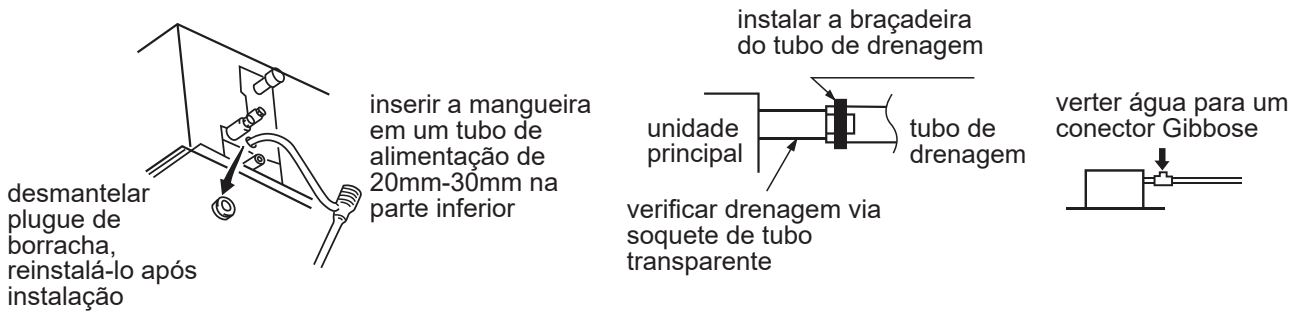 desmantelar
plugue de
borracha,
reinstalá-lo após
instalação
inserir a mangueira
em um tubo de
alimentação de
20mm-30mm na
parte inferior
instalar a braçadeira
do tubo de drenagem
unidade
principal
tubo de
drenagem
verificar drenagem via
soquete de tubo
transparente
verter água para um
conector Gibbose